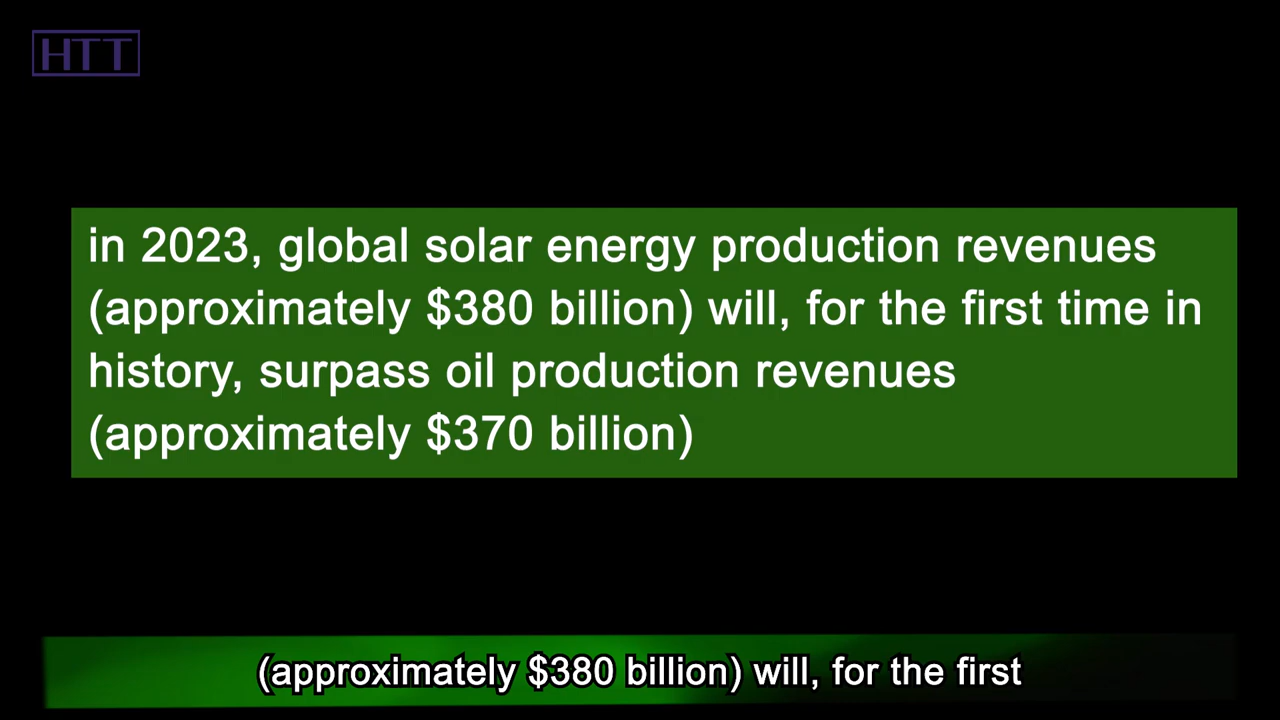 HTT
in 2023, global solar energy production revenues
(approximately $380 billion) will, for the first time in
history, surpass oil production revenues
(approximately $370 billion)
(approximately $380 billion) will, for the first